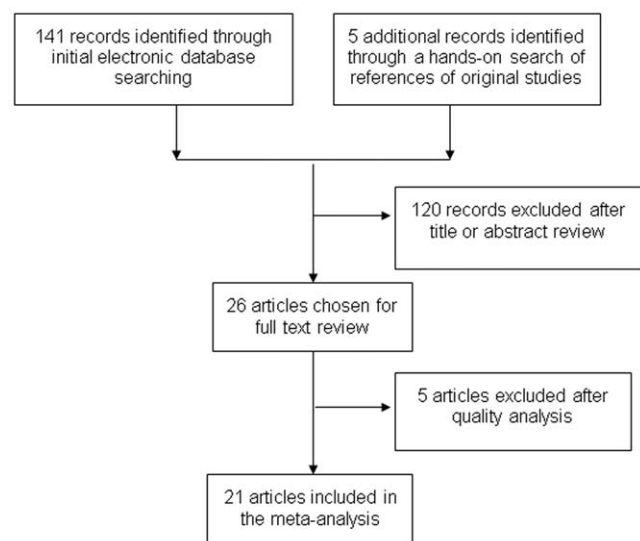 141 records identified through
initial electronic database
searching
5 additional records identified
through a hands-on search of
references of original studies
120 records excluded after
title or abstract review
26 articles chosen for
full text review
5 articles excluded after
quality analysis
21 articles included in
the meta-analysis